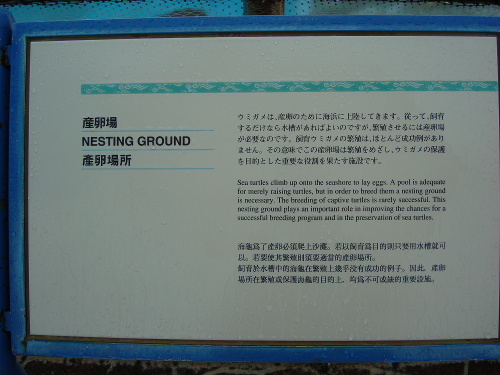 産卵場
NESTING GROUND
産卵場所
ウミガメは、産卵のために海浜に上陸してきます。従って、飼育
するだけなら水槽があればよいのですが、繁殖させるには産卵場
が必要なのです。飼育ウミガメの繁殖は、ほとんど成功例があり
ません。その意味でこの産卵場は繁殖をめざし、ウミガメの保護
を目的とした重要な役割を果たす施設です。
Sea turtles climb up onto the seashore to lay eggs. A pool is adequate
for merely raising turtles, but in order to breed them a nesting ground
is necessary. The breeding of captive turtles is rarely successful. This
nesting ground plays an important role in improving the chances for a
successful breeding program and in the preservation of sea turtles.
海龜爲了産卵必須爬上沙灘。若以飼育爲目的則只要用水槽就可
以。若要使其繁殖則須要適當的産卵場所。
飼育於水槽中的海龜在繁殖上幾乎没有成功的例子。因此，産卵
場所在繁殖或保護海龜的目的上，均爲不可或缺的重要設施。